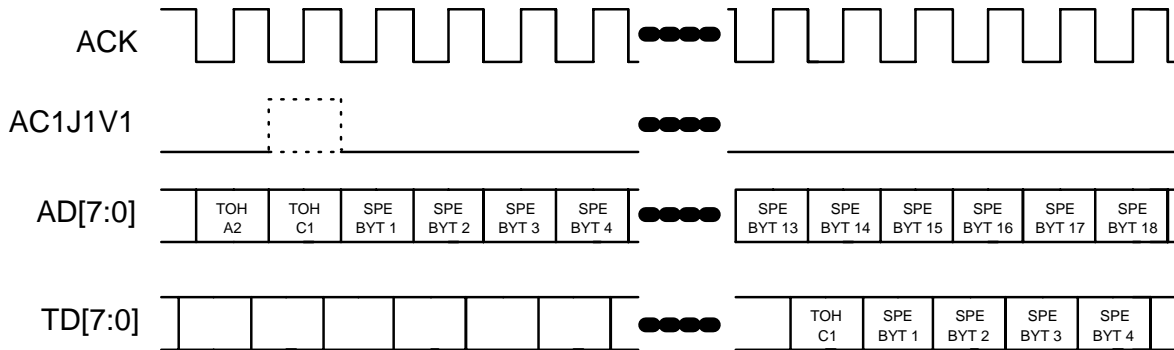 ACK
AC1J1V1
AD[7:0]
TOH
A2
TOH
C1
SPE
BYT 1
SPE
BYT 2
SPE
BYT 3
SPE
BYT 4
SPE
BYT 13
SPE
BYT 14
SPE
BYT 15
SPE
BYT 16
SPE
BYT 17
SPE
BYT 18
TD[7:0]
TOH
C1
SPE
BYT 1
SPE
BYT 2
SPE
BYT 3
SPE
BYT 4